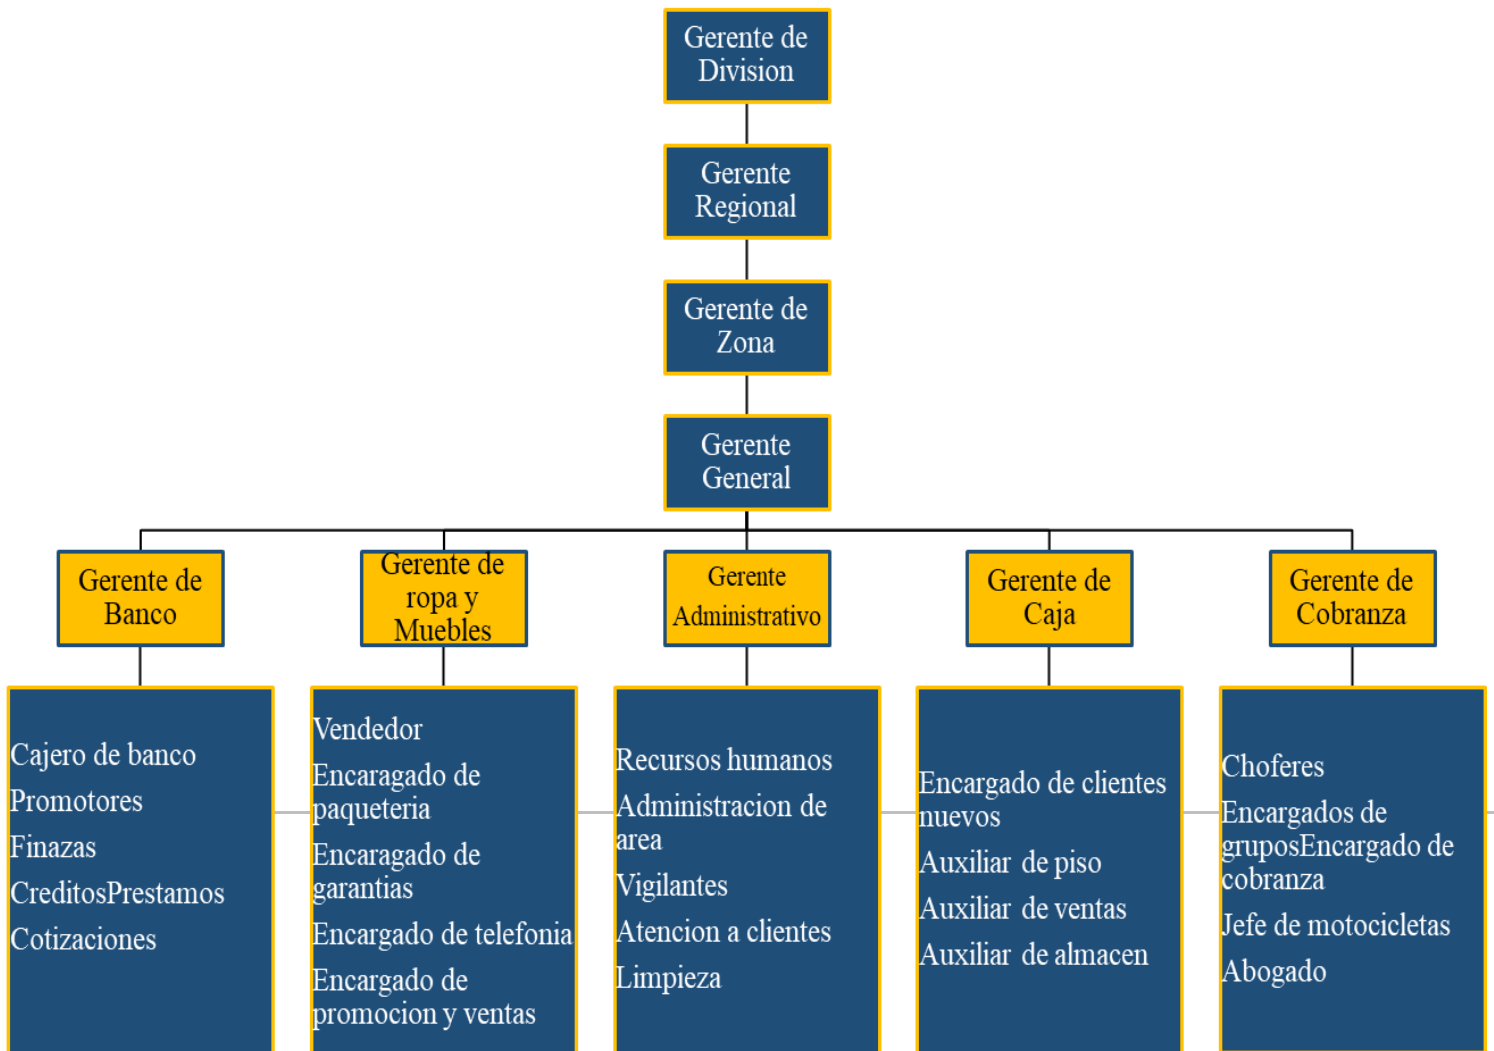 Gerente de
Division
Gerente
Regional
Gerente de
Zona
Gerente
General
Gerente de
Banco
Gerente de
ropa y
Muebles
Gerente
Administrativo
Gerente de
Caja
Gerente de
Cobranza
Cajero de banco
Promotores
Finazas
CreditosPrestamos
Cotizaciones
Vendedor
Encaragado de
paqueteria
Encaragado de
garantias
Encargado de telefonia
Encargado de
promocion y ventas
Recursos humanos
Administracion de
area
Vigilantes
Atencion a clientes
Limpieza
Encargado de clientes
nuevos
Auxiliar de piso
Auxiliar de ventas
Auxiliar de almacen
Choferes
Encargados de
gruposEncargado de
cobranza
Jefe de motocicletas
Abogado